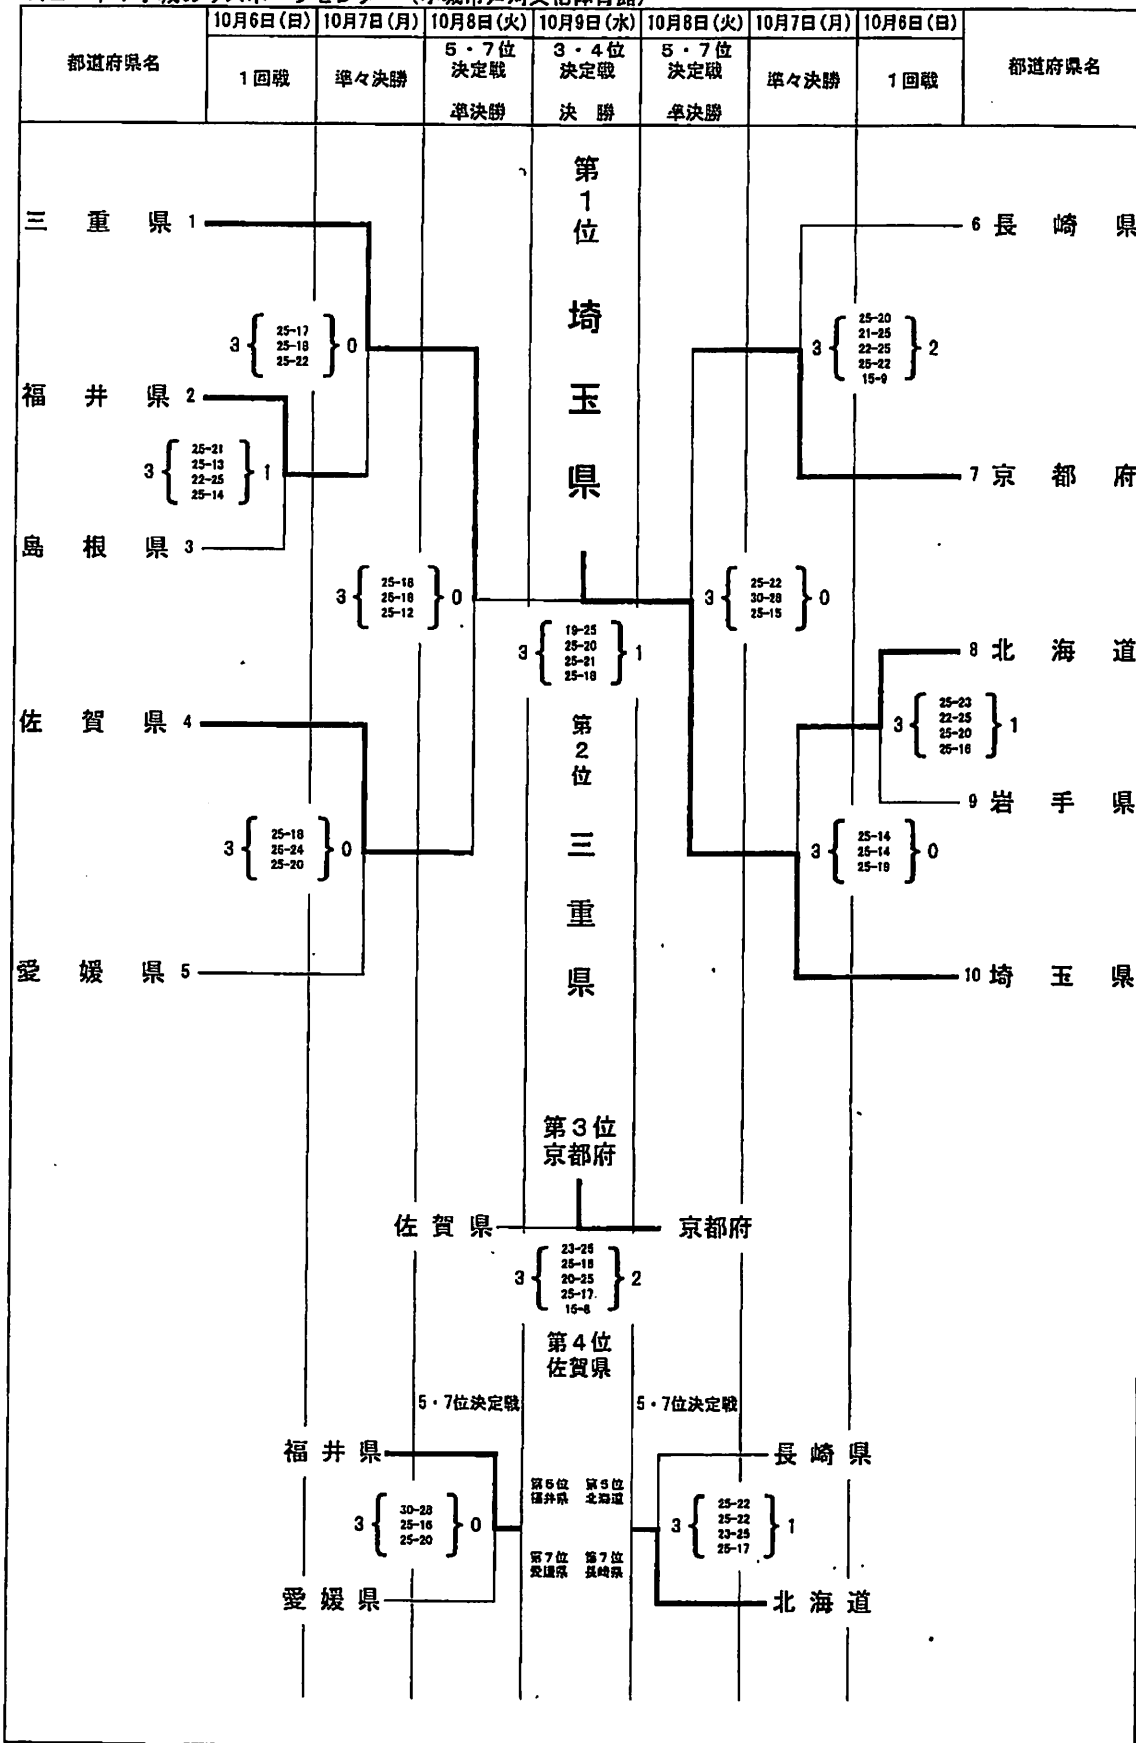 10月6日(日) 10月7日(月) 10月8日(火) 10月9日(水) 10月8日(火) 10月7日(月) 10月6日(日)
都道府県名 1回戦 準々決勝 5・7位決定戦 準決勝 3・4位決定戦 決勝 5・7位決定戦 準決勝 準々決勝 1回戦 都道府県名
第1位
埼玉県
三重県 1
6 長崎県
3 25-17 0
25-18
25-22
3 25-20 2
21-25
22-25
25-22
15-9
福井県 2
3 25-21 1
25-13
22-25
25-14
7 京都府
島根県 3
3 25-18 0
25-18
25-12
3 25-22 0
30-28
25-15
3 19-25 1
25-20
25-21
25-18
8 北海道
佐賀県 4
第2位
三重県
3 25-23 1
22-25
25-20
25-16
9 岩手県
3 25-18 0
26-24
25-20
3 25-14 0
25-14
25-19
愛媛県 5
10 埼玉県
第3位
京都府
佐賀県 京都府
3 23-25 2
25-18
20-25
25-17
15-8
第4位
佐賀県
5・7位決定戦 5・7位決定戦
福井県 長崎県
第5位 第5位
福井県 北海道
3 30-28 0
25-16
25-20
3 25-22 1
25-22
23-25
25-17
第7位 第7位
愛媛県 長崎県
愛媛県 北海道